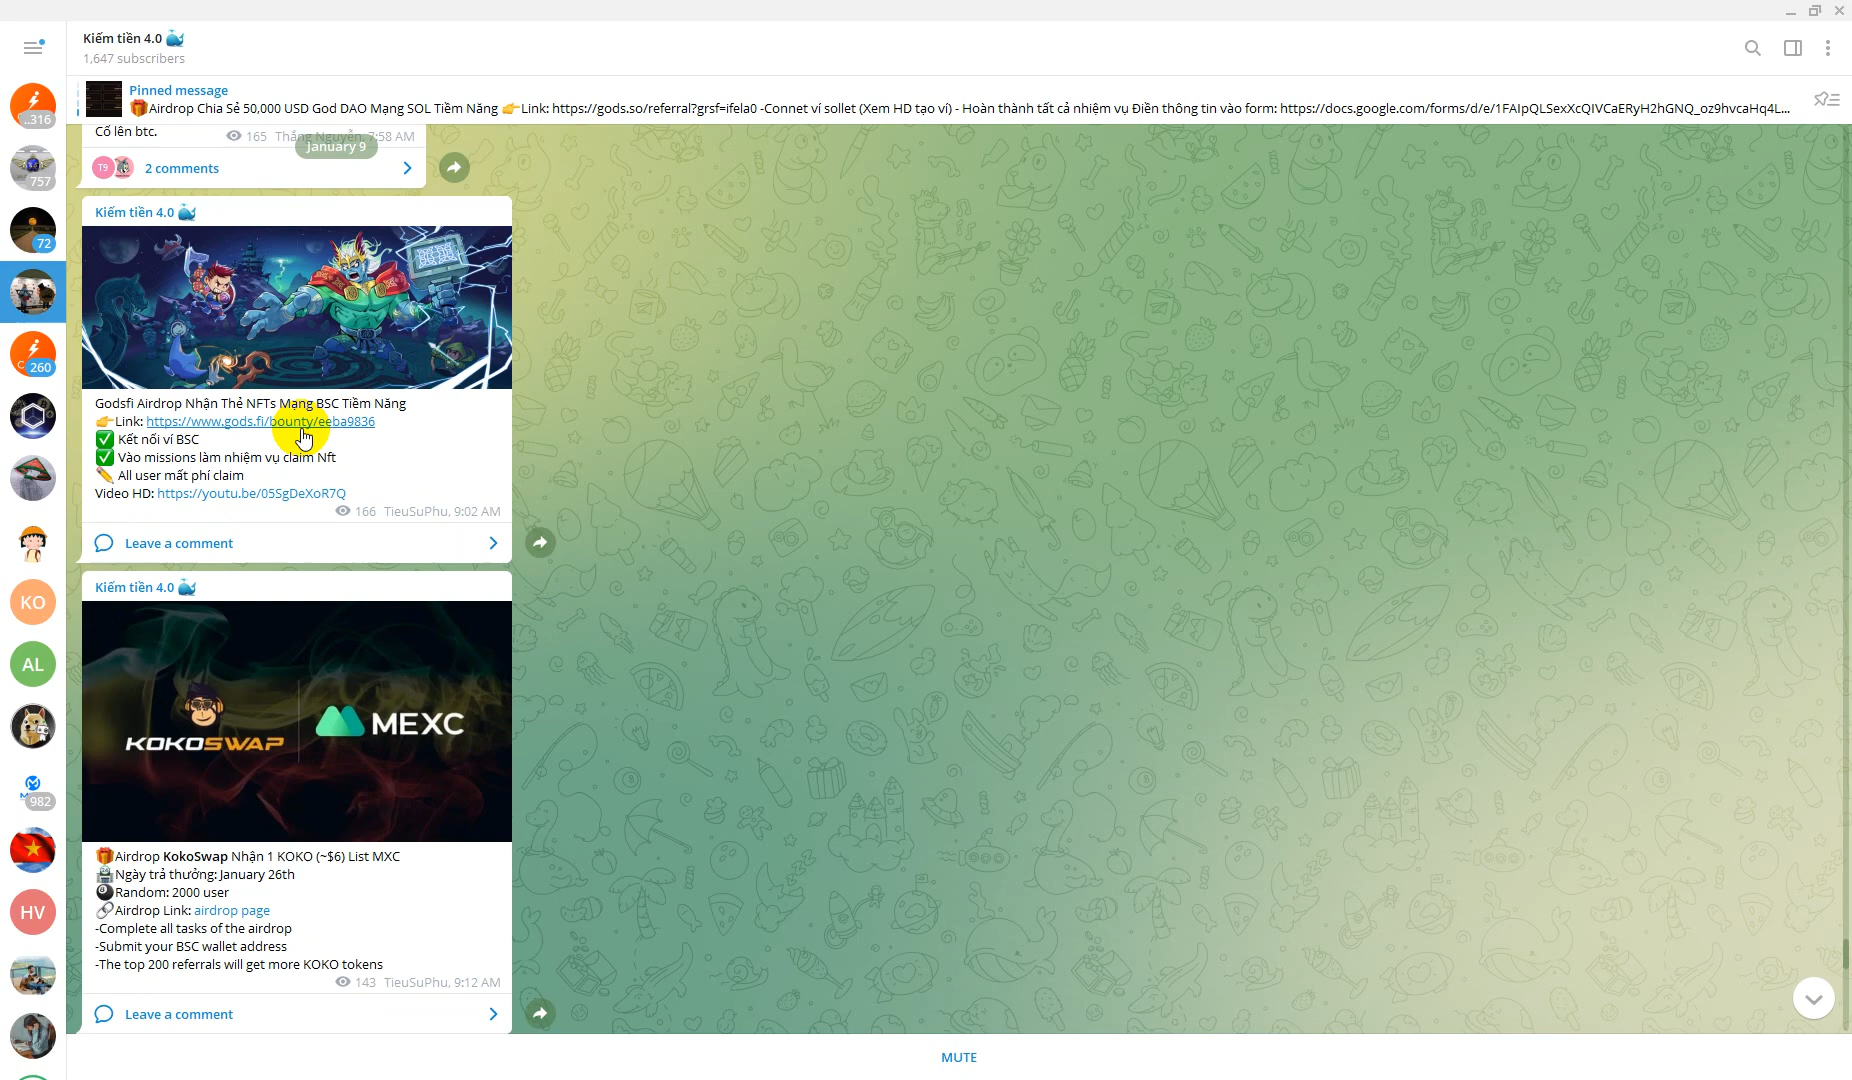 Kiếm tiền 4.0
1,647 subscribers
Pinned message
Airdrop Chia Sẻ 50,000 USD God DAO Mạng SOL Tiềm Năng 👉Link: https://gods.so/referral?grsf=ifela0 -Connet ví sollet (Xem HD tạo ví) - Hoàn thành tất cả nhiệm vụ Điền thông tin vào form: https://docs.google.com/forms/d/e/1FAIpQLSexXcQIVCaERyH2hGNQ_oz9hvcaHq4L...
Cố lên btc.
165 Thắng Nguyễn, 7:58 AM
January 9
T9
2 comments
Kiếm tiền 4.0
Godsfi Airdrop Nhận Thẻ NFTs Mạng BSC Tiềm Năng
👉Link: https://www.gods.fi/bounty/eeba9836
✅ Kết nối ví BSC
✅ Vào missions làm nhiệm vụ claim Nft
✏️ All user mất phí claim
Video HD: https://youtu.be/05SgDeXoR7Q
166 TieuSuPhu, 9:02 AM
Leave a comment
Kiếm tiền 4.0
KOKOSWAP
MEXC
🎁Airdrop KokoSwap Nhận 1 KOKO (~$6) List MXC
Ngày trả thưởng: January 26th
🎱Random: 2000 user
🔗Airdrop Link: airdrop page
-Complete all tasks of the airdrop
-Submit your BSC wallet address
-The top 200 referrals will get more KOKO tokens
143 TieuSuPhu, 9:12 AM
Leave a comment
MUTE
..316
757
72
260
KO
AL
982
HV